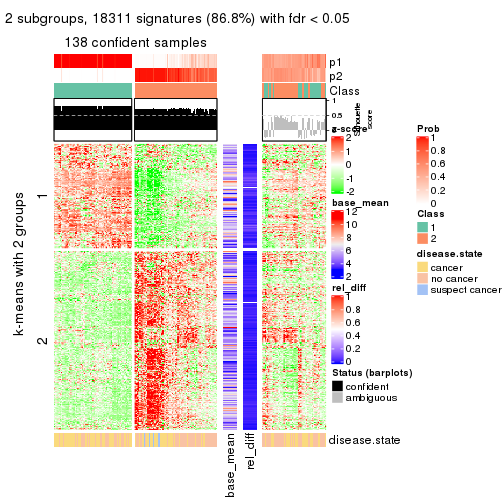 2 subgroups, 18311 signatures (86.8%) with fdr < 0.05
138 confident samples
p1
p2
Class
1
0.5
0
Silhouette
score
z-score
2
1
0
-1
-2
base_mean
12
10
8
6
4
2
rel_diff
1
0.8
0.6
0.4
0.2
0
Status (barplots)
confident
ambiguous
Prob
1
0.8
0.6
0.4
0.2
0
Class
1
2
disease.state
cancer
no cancer
suspect cancer
k-means with 2 groups
1
2
disease.state
base_mean
rel_diff